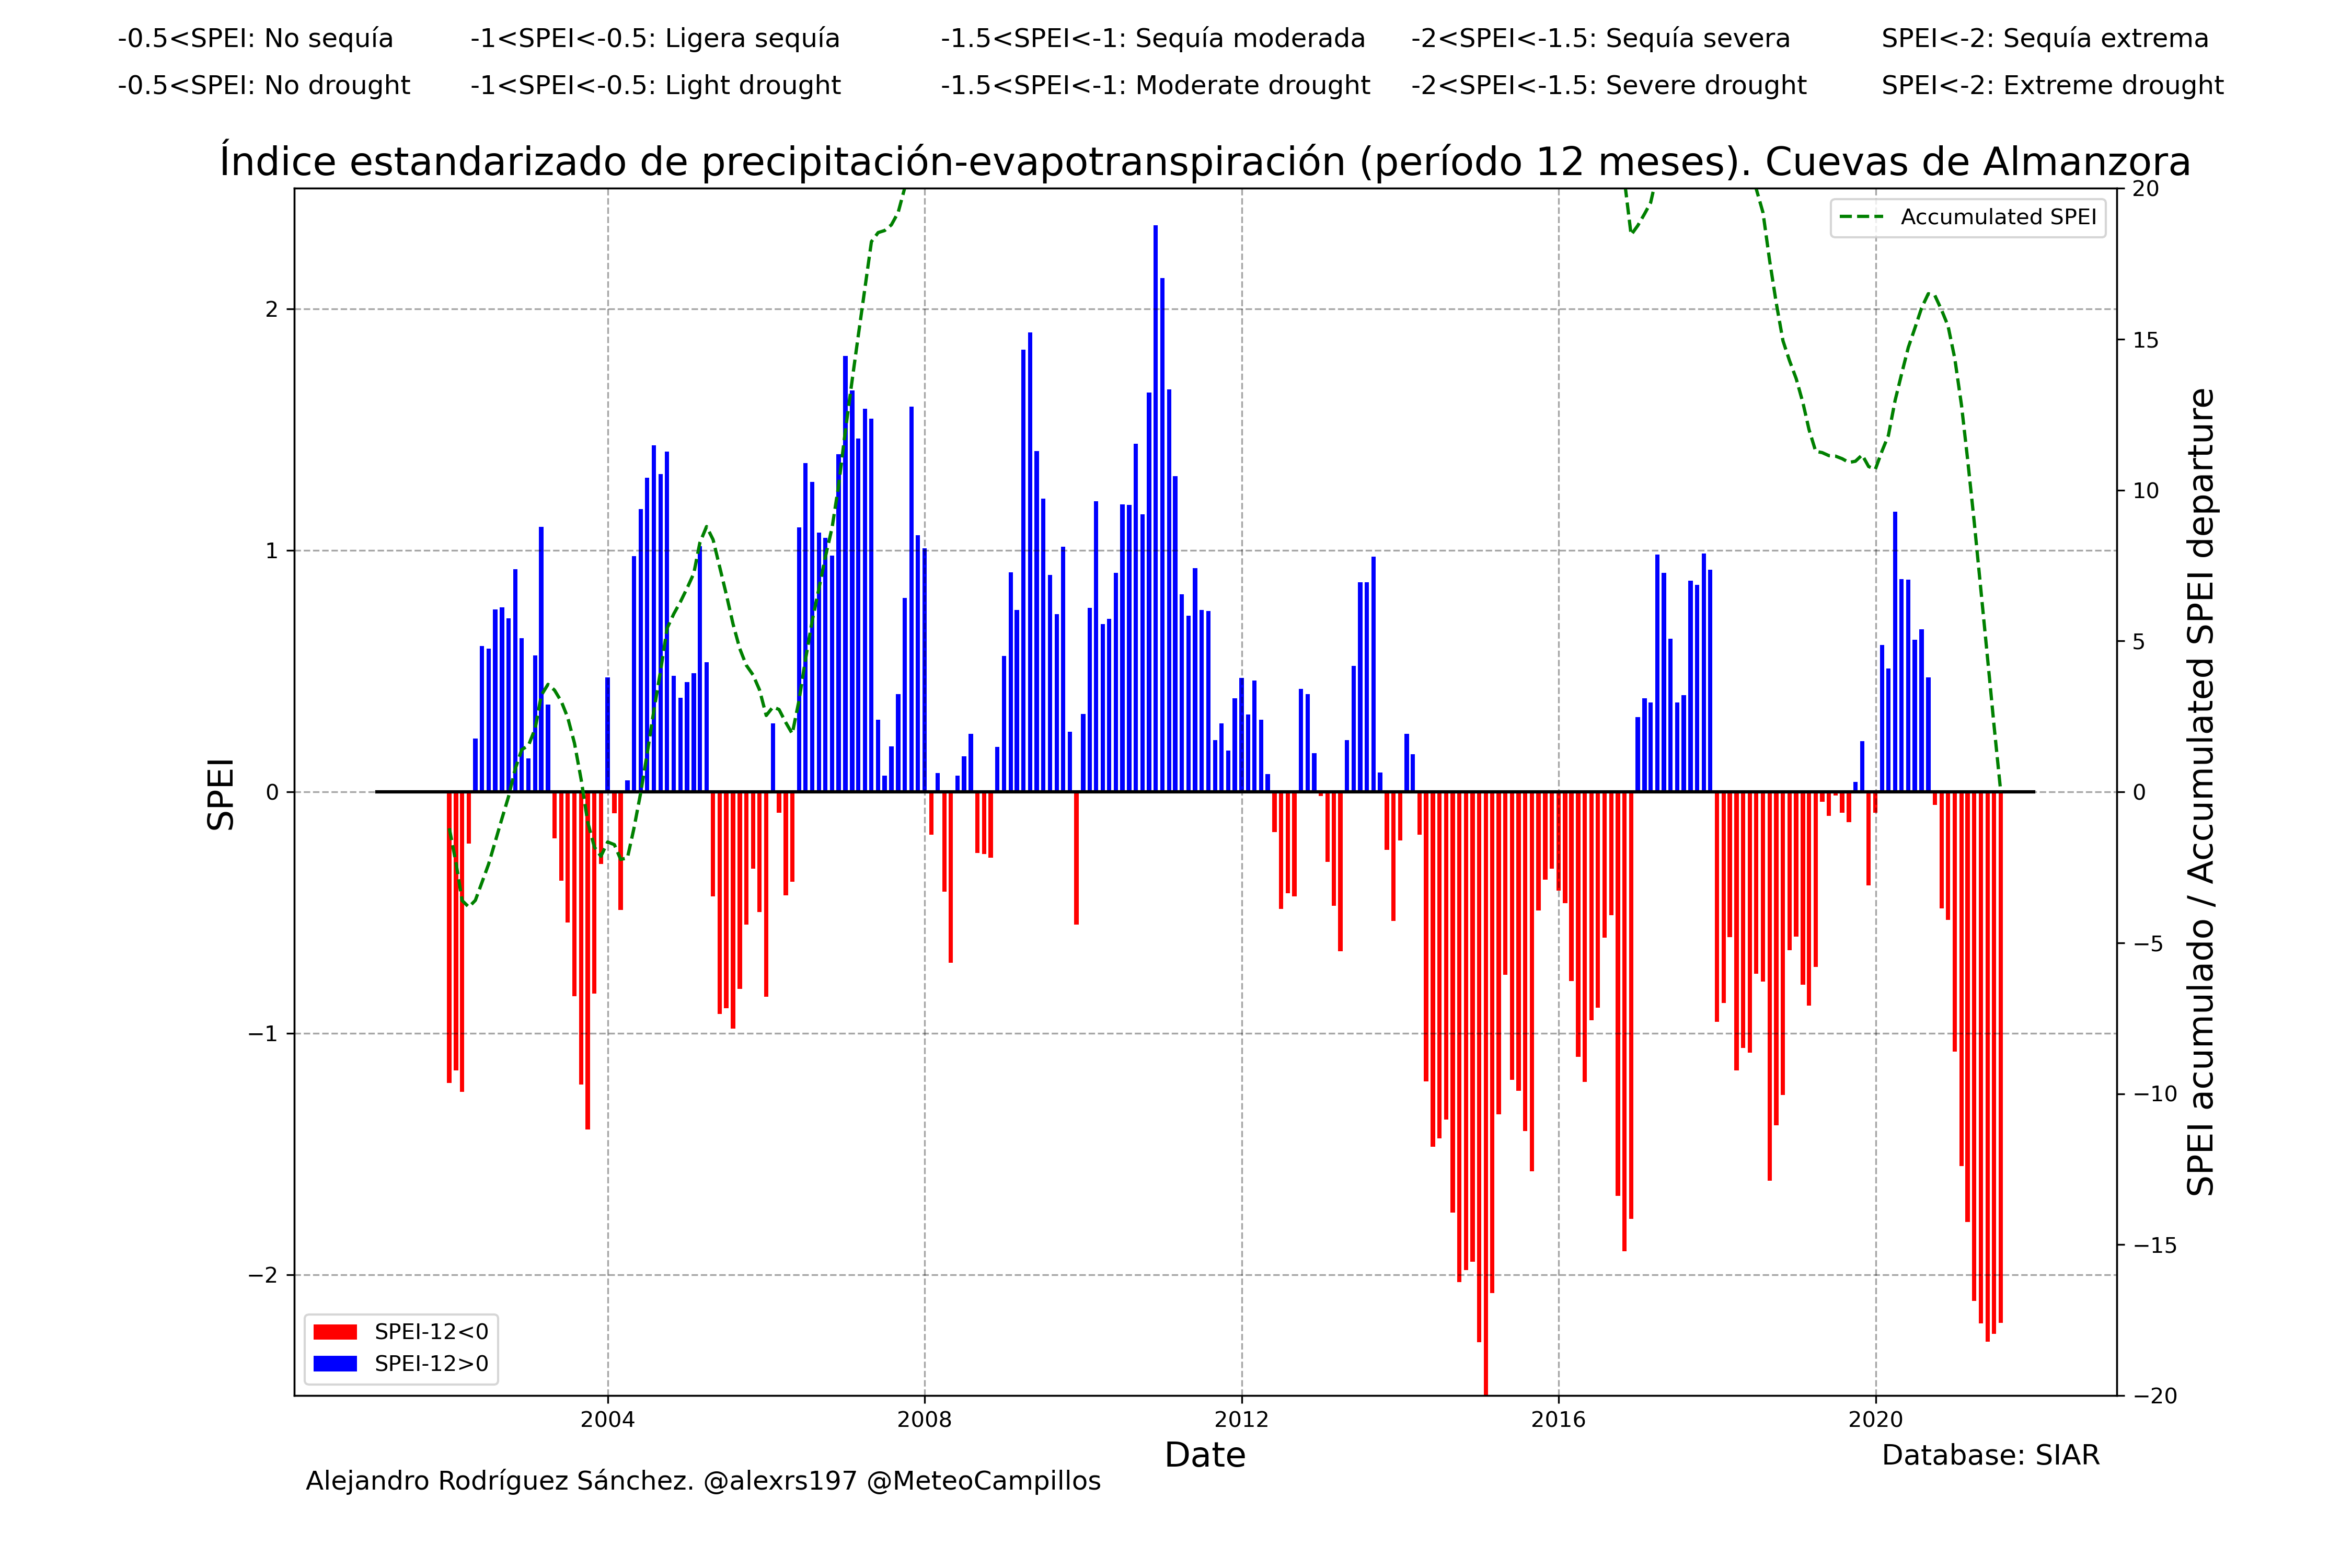 -0.5<SPEI: No sequía -1<SPEI<-0.5: Ligera sequía -1.5<SPEI<-1: Sequía moderada -2<SPEI<-1.5: Sequía severa SPEI<-2: Sequía extrema
-0.5<SPEI: No drought -1<SPEI<-0.5: Light drought -1.5<SPEI<-1: Moderate drought -2<SPEI<-1.5: Severe drought SPEI<-2: Extreme drought
Índice estandarizado de precipitación-evapotranspiración (período 12 meses). Cuevas de Almanzora
Accumulated SPEI
SPEI
2
1
0
−1
−2
20
15
10
5
0
−5
−10
−15
−20
SPEI acumulado / Accumulated SPEI departure
SPEI-12<0
SPEI-12>0
2004 2008 2012 2016 2020
Date
Database: SIAR
Alejandro Rodríguez Sánchez. @alexrs197 @MeteoCampillos